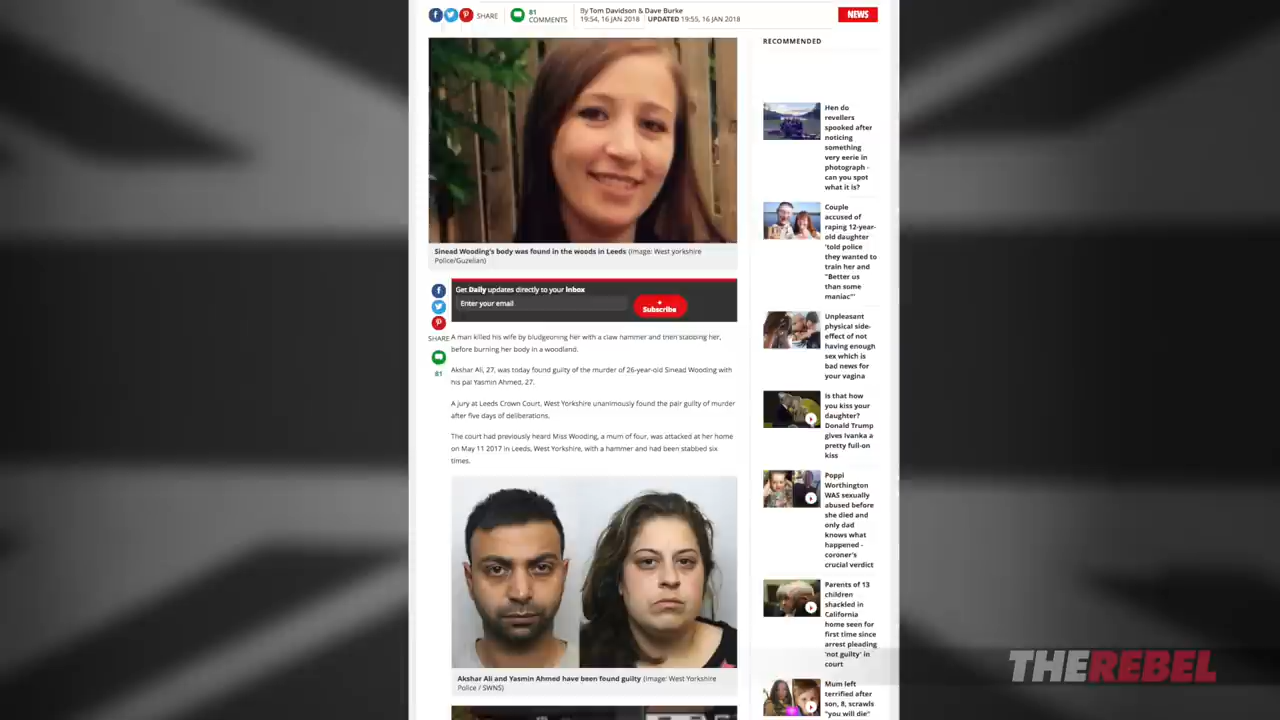 SHARE
81
COMMENTS
By Tom Davidson & Dave Burke
19:54, 16 JAN 2018 | UPDATED 19:55, 16 JAN 2018
NEWS
Sinead Wooding's body was found in the woods in Leeds (Image: West yorkshire
Police/Guzelian)
Get Daily updates directly to your inbox
Enter your email
+
Subscribe
SHARE
81
A man killed his wife by bludgeoning her with a claw hammer and then stabbing her,
before burning her body in a woodland.
Akshar Ali, 27, was today found guilty of the murder of 26-year-old Sinead Wooding with
his pal Yasmin Ahmed, 27.
A jury at Leeds Crown Court, West Yorkshire unanimously found the pair guilty of murder
after five days of deliberations.
The court had previously heard Miss Wooding, a mum of four, was attacked at her home
on May 11 2017 in Leeds, West Yorkshire, with a hammer and had been stabbed six
times.
Akshar Ali and Yasmin Ahmed have been found guilty (Image: West Yorkshire
Police / SWNS)
RECOMMENDED
Hen do
revellers
spooked after
noticing
something
very eerie in
photograph -
can you spot
what it is?
Couple
accused of
raping 12-year-
old daughter
'told police
they wanted to
train her and
"Better us
than some
maniac"'
Unpleasant
physical side-
effect of not
having enough
sex which is
bad news for
your vagina
Is that how
you kiss your
daughter?
Donald Trump
gives Ivanka a
pretty full-on
kiss
Poppi
Worthington
WAS sexually
abused before
she died and
only dad
knows what
happened -
coroner's
crucial verdict
Parents of 13
children
shackled in
California
home seen for
first time since
arrest pleading
'not guilty' in
court
Mum left
terrified after
son, 8, scrawls
"you will die"
THEREBEL